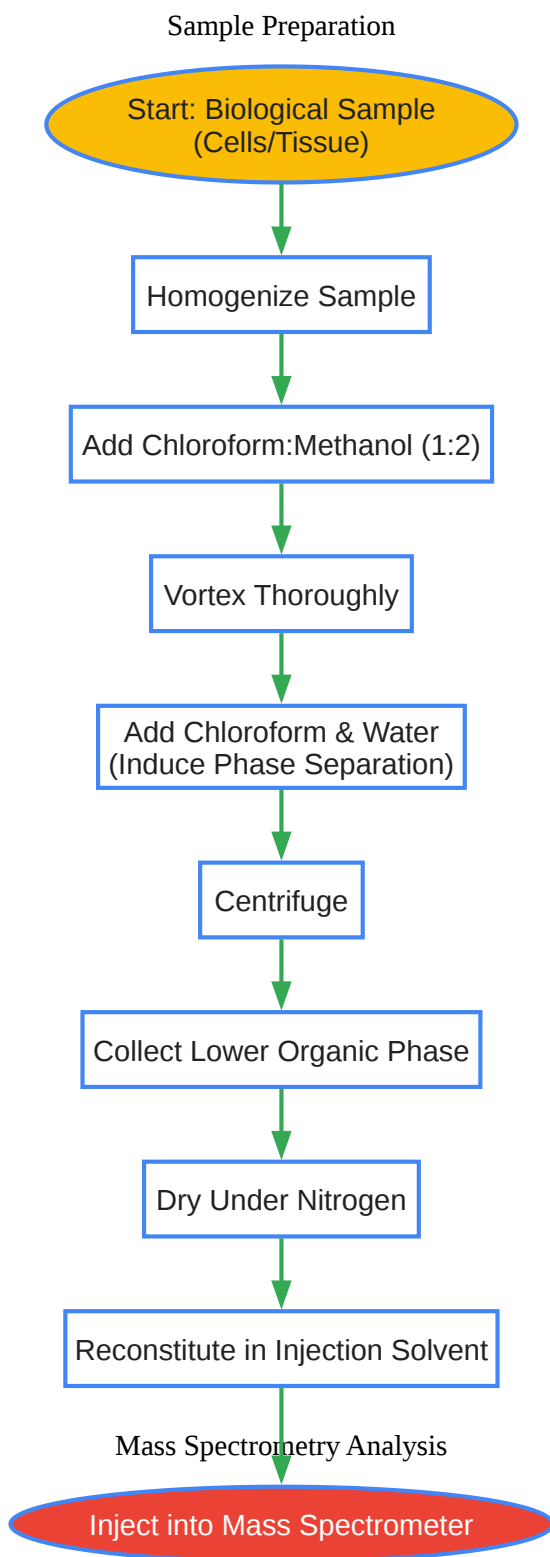 Sample Preparation
Start: Biological Sample
(Cells/Tissue)
Homogenize Sample
Add Chloroform:Methanol (1:2)
Vortex Thoroughly
Add Chloroform & Water
(Induce Phase Separation)
Centrifuge
Collect Lower Organic Phase
Dry Under Nitrogen
Reconstitute in Injection Solvent
Mass Spectrometry Analysis
Inject into Mass Spectrometer